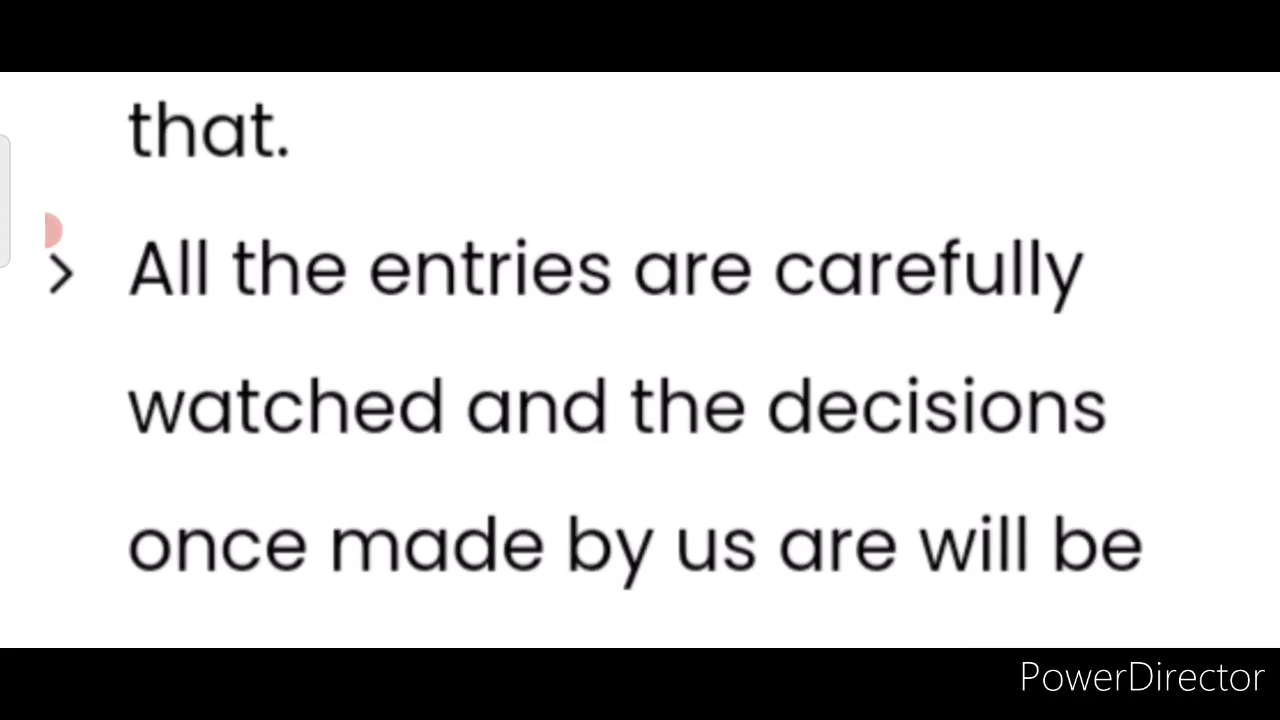 that.
> All the entries are carefully
watched and the decisions
once made by us are will be
PowerDirector